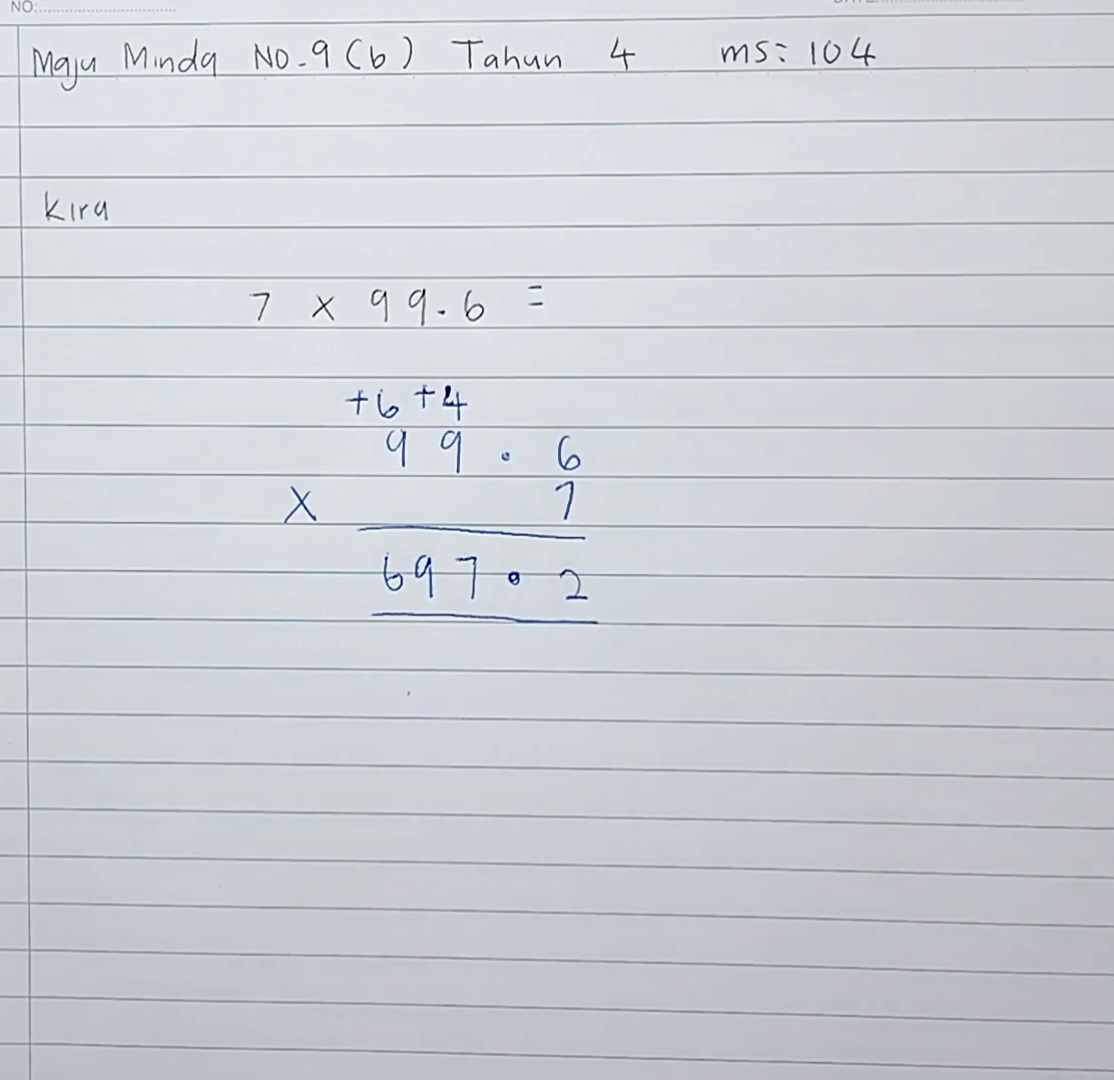 NO:
Maju Minda No. 9 (b) Tahun 4 ms: 104
Kira
7 x 99.6 =
+6 +4
99.6
x 7
697.2